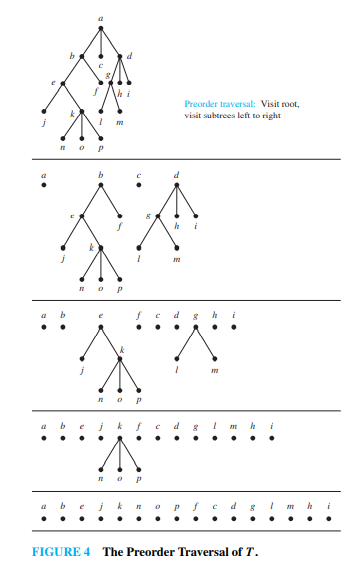 a
b
c
d
e
f
g
h i
j
k
l
m
n o p
Preorder traversal: Visit root,
visit subtrees left to right
a b c d
e f g h i
j k l m
n o p
a b e f c d g h i
k
j l m
n o p
a b e j k f c d g l m h i
n o p
a b e j k n o p f c d g l m h i
FIGURE 4 The Preorder Traversal of T.